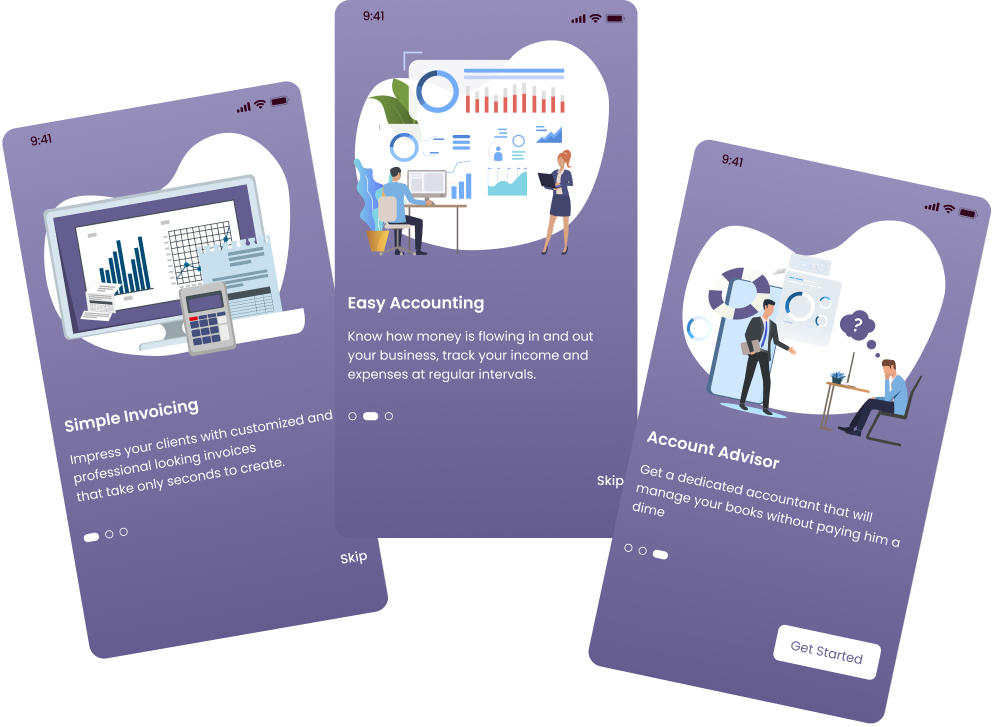 9:41
Simple Invoicing
Impress your clients with customized and
professional looking invoices
that take only seconds to create.
Skip
9:41
Easy Accounting
Know how money is flowing in and out
your business, track your income and
expenses at regular intervals.
Skip
9:41
?
Account Advisor
Get a dedicated accountant that will
manage your books without paying him a
dime
Get Started